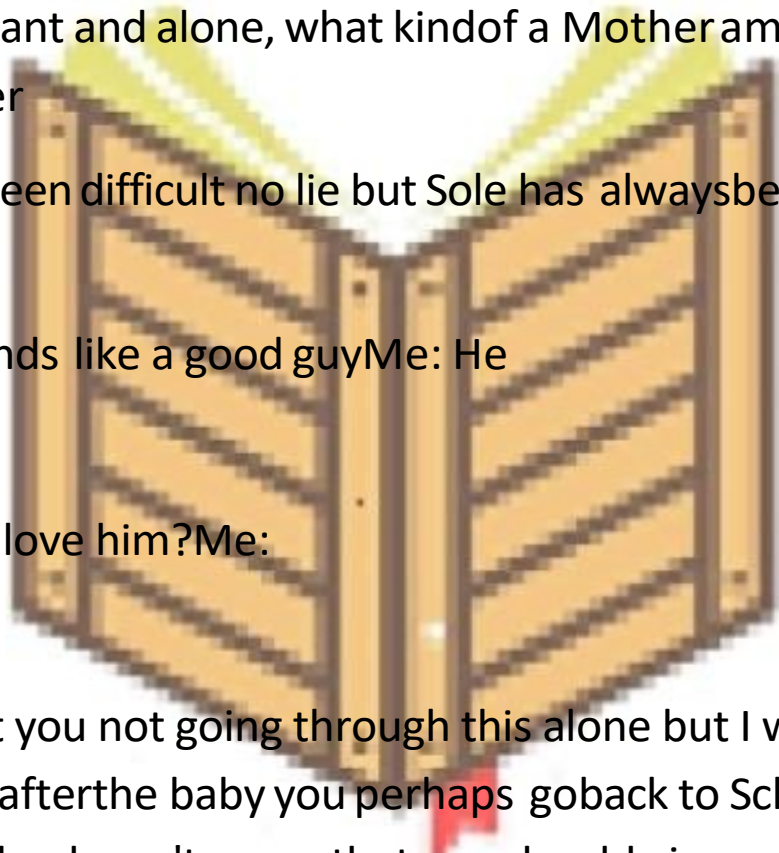 ant and alone, what kindof a Mother am
er
een difficult no lie but Sole has alwaysbe
nds like a good guyMe: He
love him?Me:
t you not going through this alone but I w
afterthe baby you perhaps goback to Scl